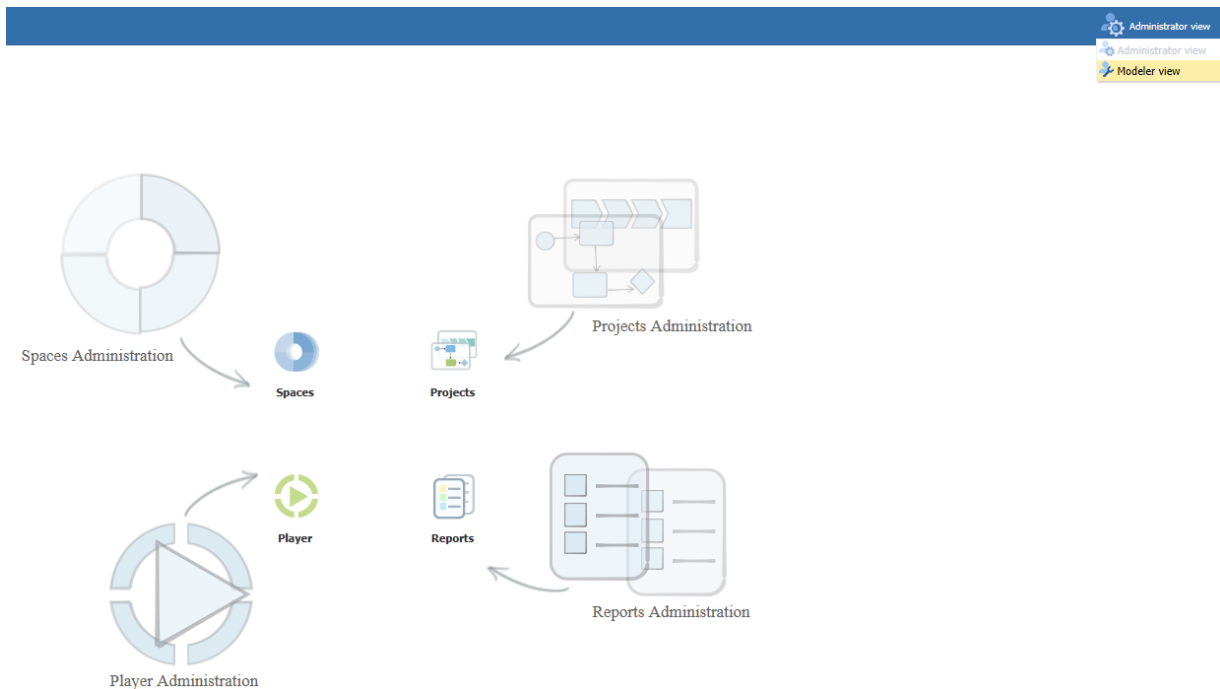 Administrator view
Administrator view
Modeler view
Projects Administration
Spaces Administration
Spaces
Projects
Player
Reports
Reports Administration
Player Administration